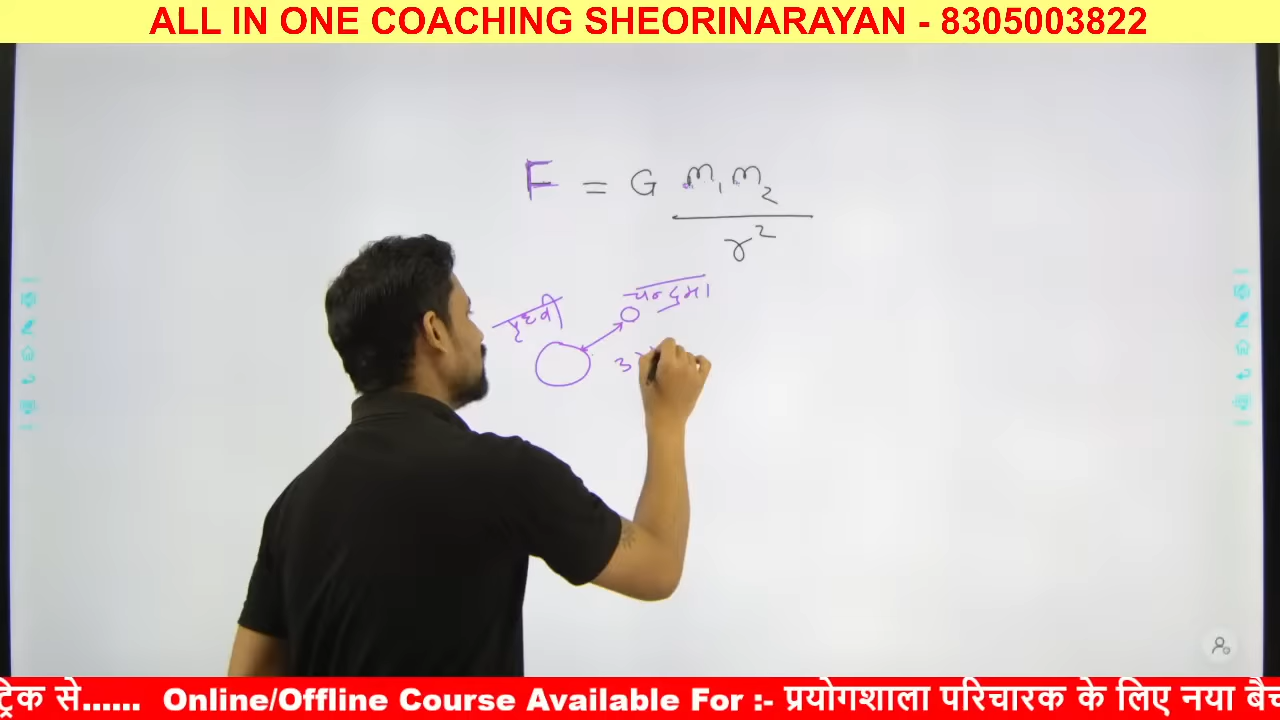 ALL IN ONE COACHING SHEORINARAYAN - 8305003822
F = G m₁m₂
r²
चन्द्रमा
पृथ्वी
3
ट्रिक से...... Online/Offline Course Available For :- प्रयोगशाला परिचारक के लिए नया बैच